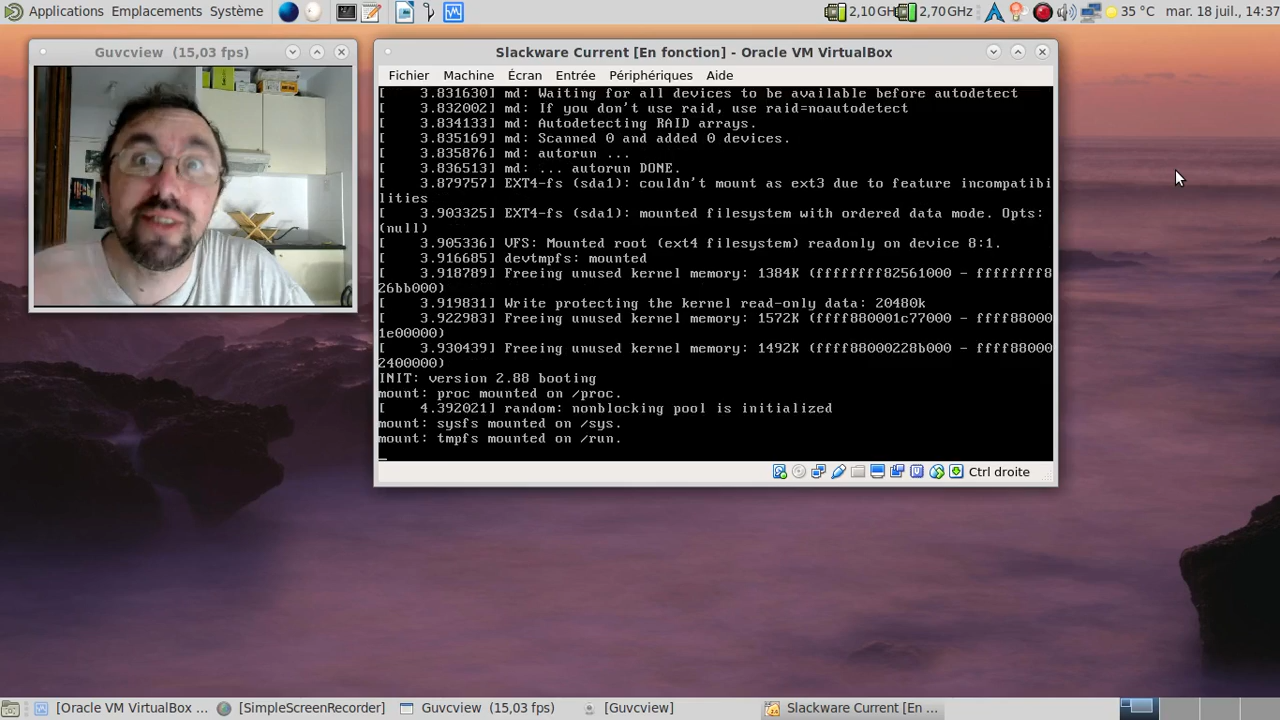 Applications Emplacements Système
2,10 GHz 2,70 GHZ 35 °C mar. 18 juil., 14:37
Guvcview (15,03 fps)
Slackware Current [En fonction] - Oracle VM VirtualBox
Fichier Machine Écran Entrée Périphériques Aide
[ 3.831630] md: Waiting for all devices to be available before autodetect
[ 3.832002] md: If you don't use raid, use raid=noautodetect
[ 3.834133] md: Autodetecting RAID arrays.
[ 3.835169] md: Scanned 0 and added 0 devices.
[ 3.835876] md: autorun ...
[ 3.836513] md: ... autorun DONE.
[ 3.879757] EXT4-fs (sda1): couldn't mount as ext3 due to feature incompatibi
lities
[ 3.903325] EXT4-fs (sda1): mounted filesystem with ordered data mode. Opts:
(null)
[ 3.905336] VFS: Mounted root (ext4 filesystem) readonly on device 8:1.
[ 3.916685] devtmpfs: mounted
[ 3.918789] Freeing unused kernel memory: 1384K (ffffffff82561000 - ffffffff8
26bb000)
[ 3.919831] Write protecting the kernel read-only data: 20480k
[ 3.922983] Freeing unused kernel memory: 1572K (ffff880001c77000 - ffff88000
1e00000)
[ 3.930439] Freeing unused kernel memory: 1492K (ffff88000228b000 - ffff88000
2400000)
INIT: version 2.88 booting
mount: proc mounted on /proc.
[ 4.392021] random: nonblocking pool is initialized
mount: sysfs mounted on /sys.
mount: tmpfs mounted on /run.
Ctrl droite
[Oracle VM VirtualBox ... [SimpleScreenRecorder] Guvcview (15,03 fps) [Guvcview] Slackware Current [En ...